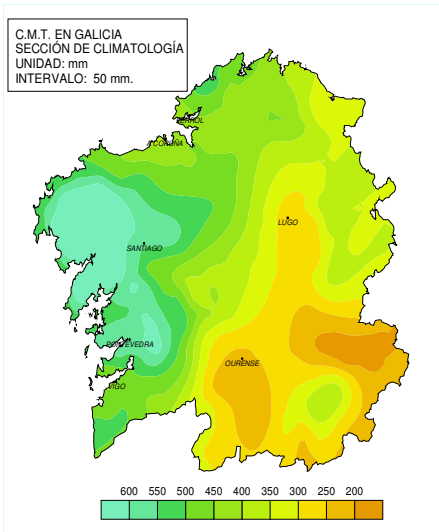 C.M.T. EN GALICIA
SECCIÓN DE CLIMATOLOGÍA
UNIDAD: mm
INTERVALO: 50 mm.
FERROL
A CORUÑA
LUGO
SANTIAGO
PONTEVEDRA
OURENSE
VIGO
600 550 500 450 400 350 300 250 200